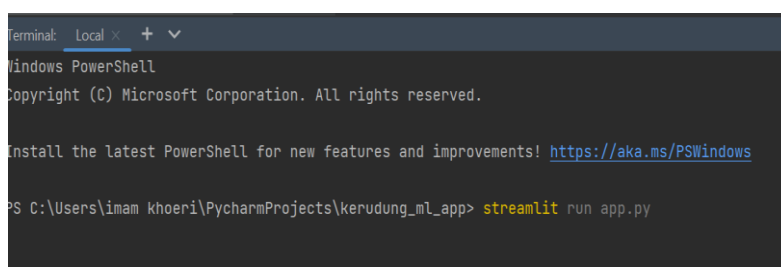 Terminal: Local × + ∨
Windows PowerShell
Copyright (C) Microsoft Corporation. All rights reserved.
Install the latest PowerShell for new features and improvements! https://aka.ms/PSWindows
PS C:\Users\imam khoeri\PycharmProjects\kerudung_ml_app> streamlit run app.py